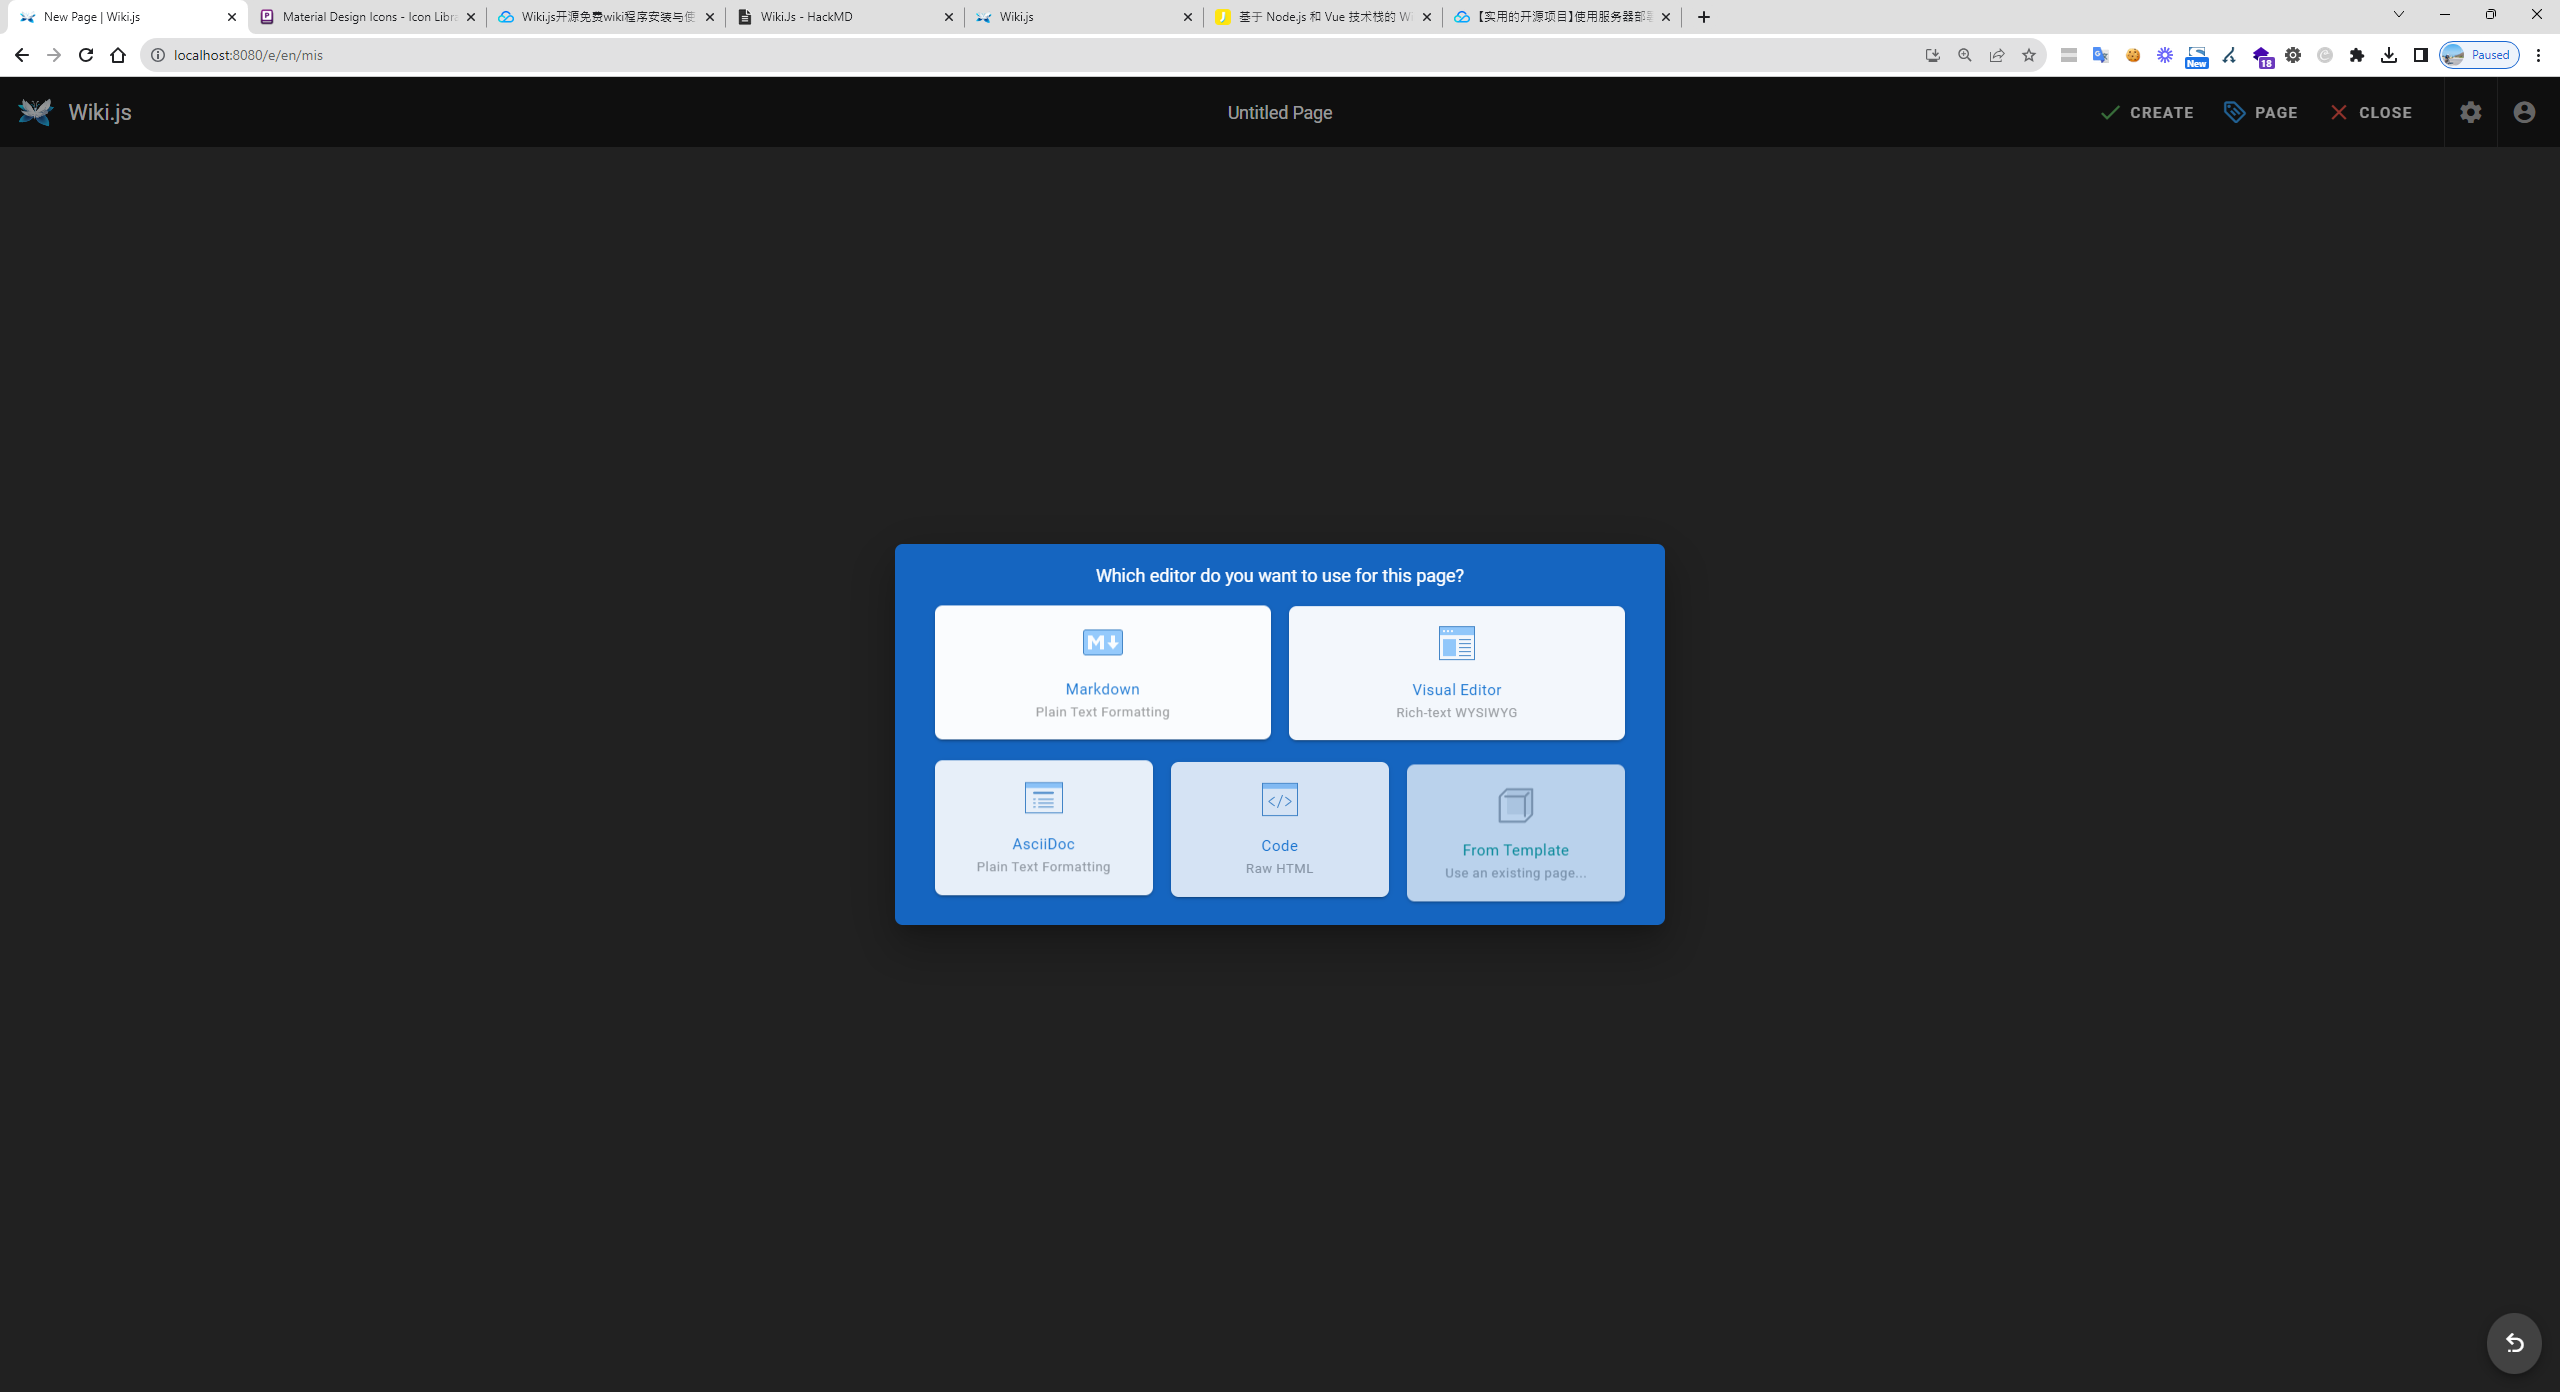 New Page | Wiki.js
Material Design Icons - Icon Libra
Wiki.js开源免费wiki程序安装与使
Wiki.Js - HackMD
Wiki.js
基于 Node.js 和 Vue 技术栈的 Wi
【实用的开源项目】使用服务器部
localhost:8080/e/en/mis
New
18
Paused
Wiki.js
Untitled Page
CREATE
PAGE
CLOSE
Which editor do you want to use for this page?
M
Markdown
Plain Text Formatting
Visual Editor
Rich-text WYSIWYG
AsciiDoc
Plain Text Formatting
</>
Code
Raw HTML
From Template
Use an existing page...